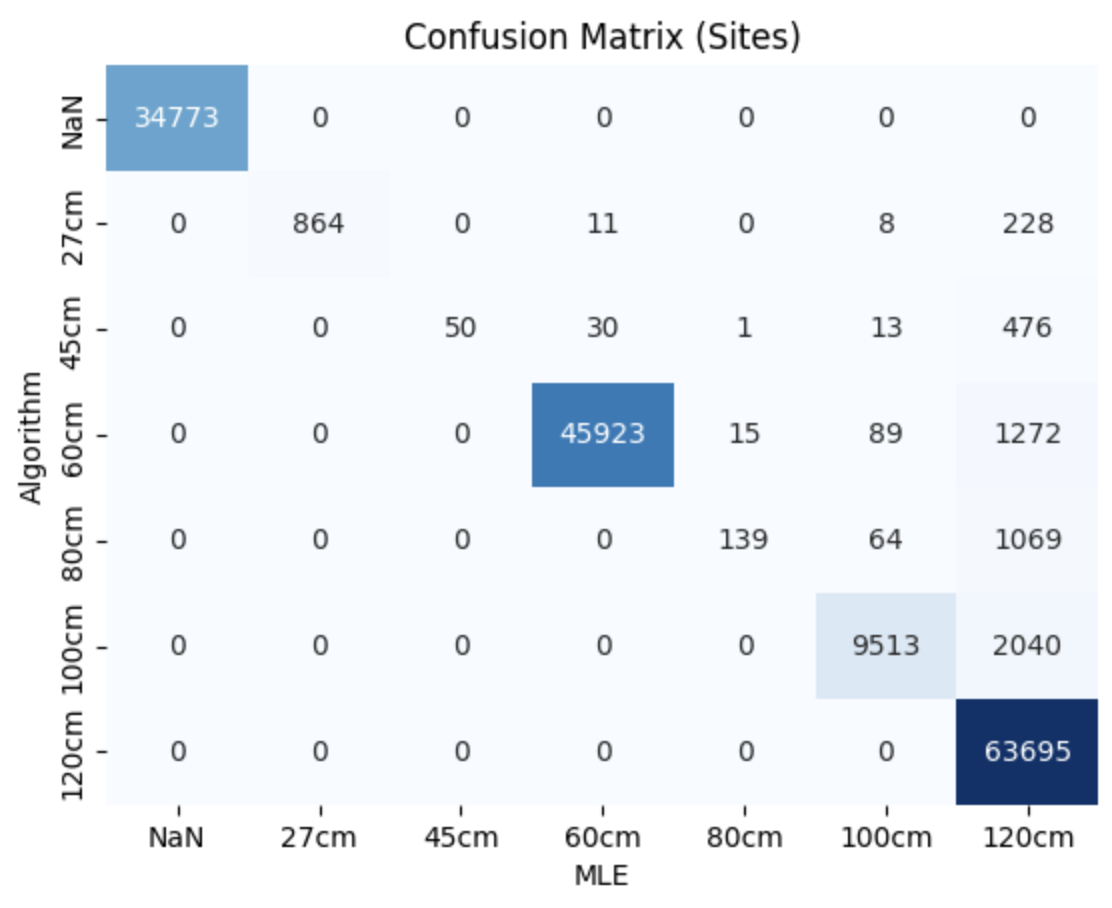 Confusion Matrix (Sites)
Algorithm
NaN 34773 0 0 0 0 0 0
27cm 0 864 0 11 0 8 228
45cm 0 0 50 30 1 13 476
60cm 0 0 0 45923 15 89 1272
80cm 0 0 0 0 139 64 1069
100cm 0 0 0 0 0 9513 2040
120cm 0 0 0 0 0 0 63695
NaN 27cm 45cm 60cm 80cm 100cm 120cm
MLE